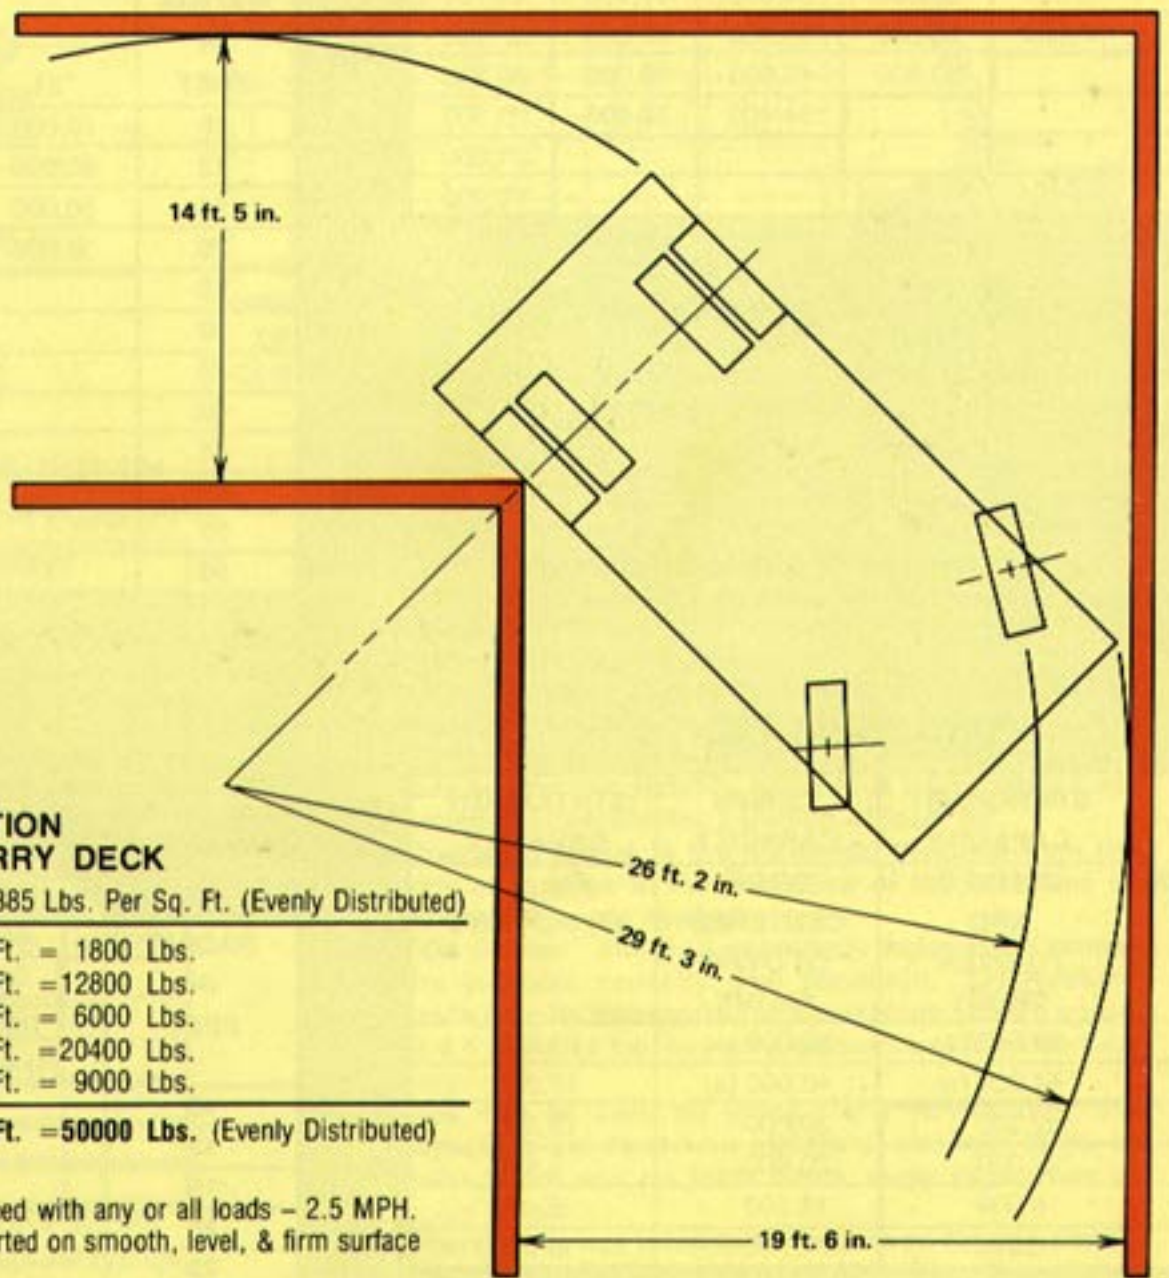 14 ft. 5 in.
TION
RRY DECK
385 Lbs. Per Sq. Ft. (Evenly Distributed)
Ft. = 1800 Lbs.
Ft. =12800 Lbs.
Ft. = 6000 Lbs.
Ft. =20400 Lbs.
Ft. = 9000 Lbs.
Ft. =50000 Lbs. (Evenly Distributed)
ed with any or all loads – 2.5 MPH.
rted on smooth, level, & firm surface
26 ft. 2 in.
29 ft. 3 in.
19 ft. 6 in.